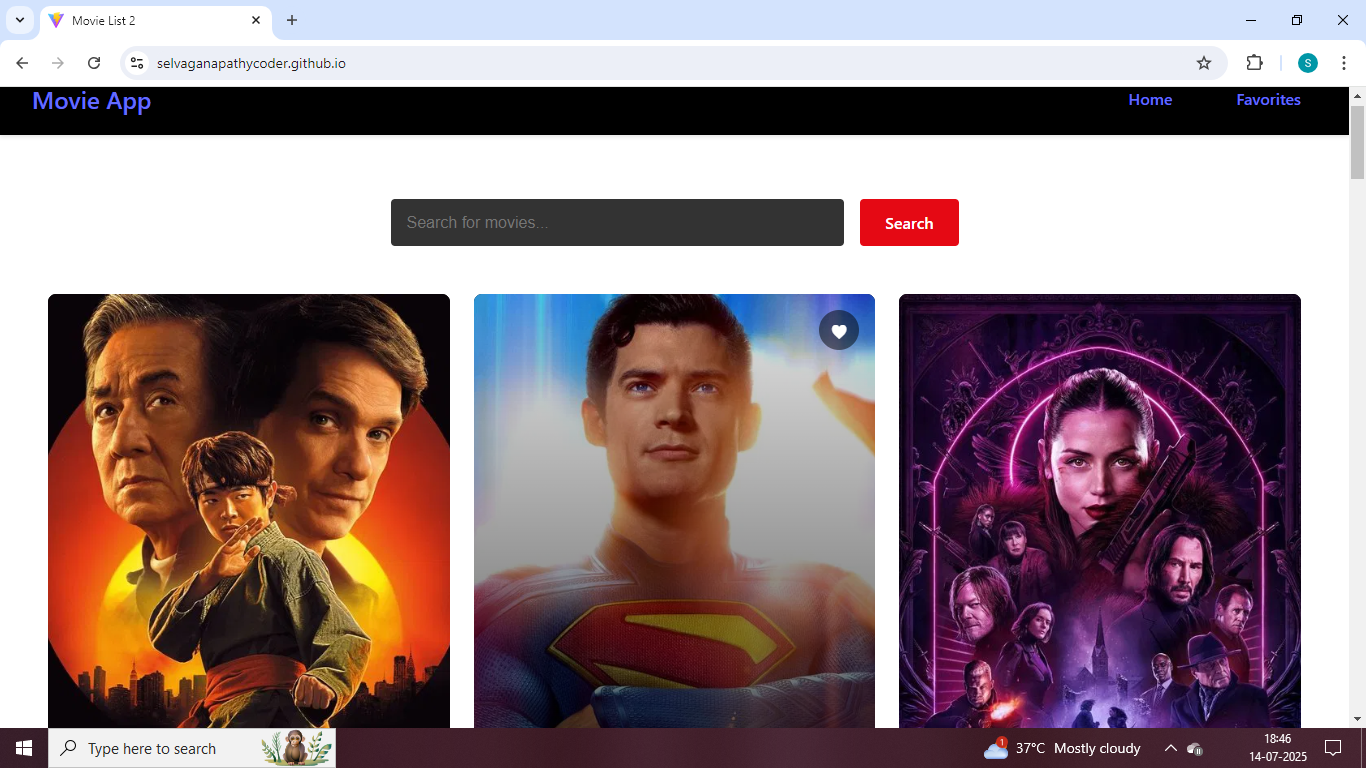 Movie List 2
selvaganapathycoder.github.io
S
Movie App
Home
Favorites
Search for movies...
Search
Type here to search
1
37°C Mostly cloudy
18:46
14-07-2025